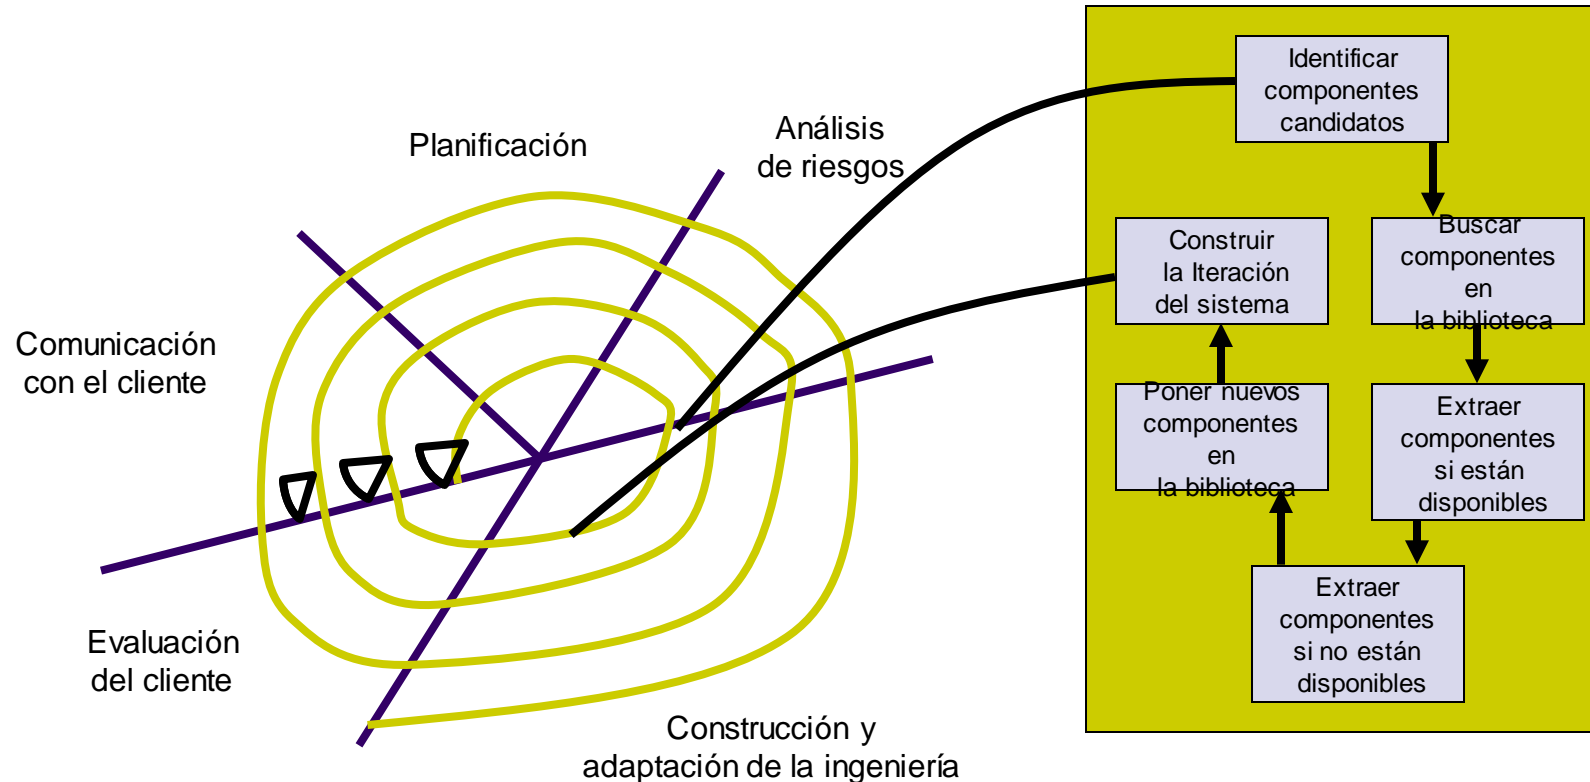 Planificación
Análisis
de riesgos
Comunicación
con el cliente
Evaluación
del cliente
Construcción y
adaptación de la ingeniería
Identificar
componentes
candidatos
Buscar
componentes
en
la biblioteca
Extraer
componentes
si están
disponibles
Extraer
componentes
si no están
disponibles
Poner nuevos
componentes
en
la biblioteca
Construir
la Iteración
del sistema